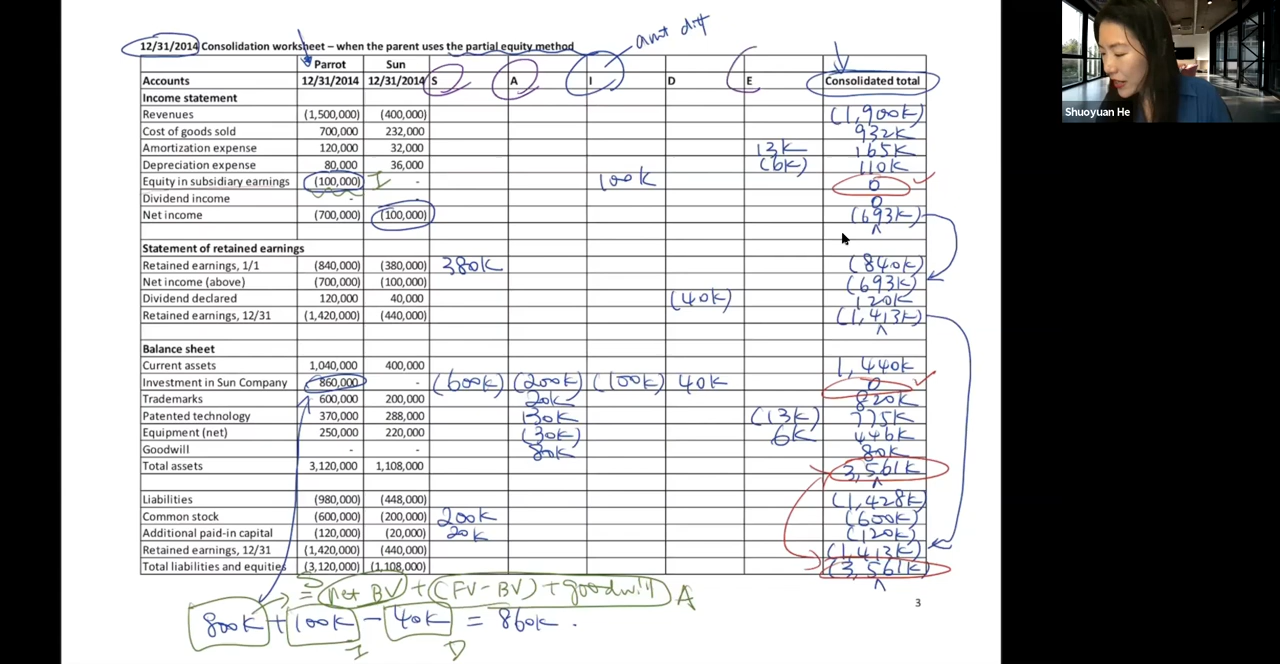 amt diff
12/31/2014 Consolidation worksheet – when the parent uses the partial equity method
Parrot Sun
Accounts 12/31/2014 12/31/2014 S A I D E Consolidated total
Income statement
Revenues (1,500,000) (400,000) (1,900K)
Cost of goods sold 700,000 232,000 932K
Amortization expense 120,000 32,000 13K 165K
Depreciation expense 80,000 36,000 (6K) 110K
Equity in subsidiary earnings (100,000) I - 100K 0
Dividend income - 0
Net income (700,000) (100,000) (693K)
Statement of retained earnings
Retained earnings, 1/1 (840,000) (380,000) 380K (840K)
Net income (above) (700,000) (100,000) (693K)
Dividend declared 120,000 40,000 (40K) 120K
Retained earnings, 12/31 (1,420,000) (440,000) (1,413K)
Balance sheet
Current assets 1,040,000 400,000 1,440K
Investment in Sun Company 860,000 - (600K) (200K) (100K) 40K 0
Trademarks 600,000 200,000 20K 820K
Patented technology 370,000 288,000 130K (13K) 775K
Equipment (net) 250,000 220,000 (30K) 6K 446K
Goodwill - - 80K 80K
Total assets 3,120,000 1,108,000 3,561K
Liabilities (980,000) (448,000) (1,428K)
Common stock (600,000) (200,000) 200K (600K)
Additional paid-in capital (120,000) (20,000) 20K (120K)
Retained earnings, 12/31 (1,420,000) (440,000) (1,413K)
Total liabilities and equities (3,120,000) (1,108,000) (3,561K)
S = net BV + (FV-BV) + goodwill A
800K + 100K - 40K = 860K.
I D
3
Shuoyuan He